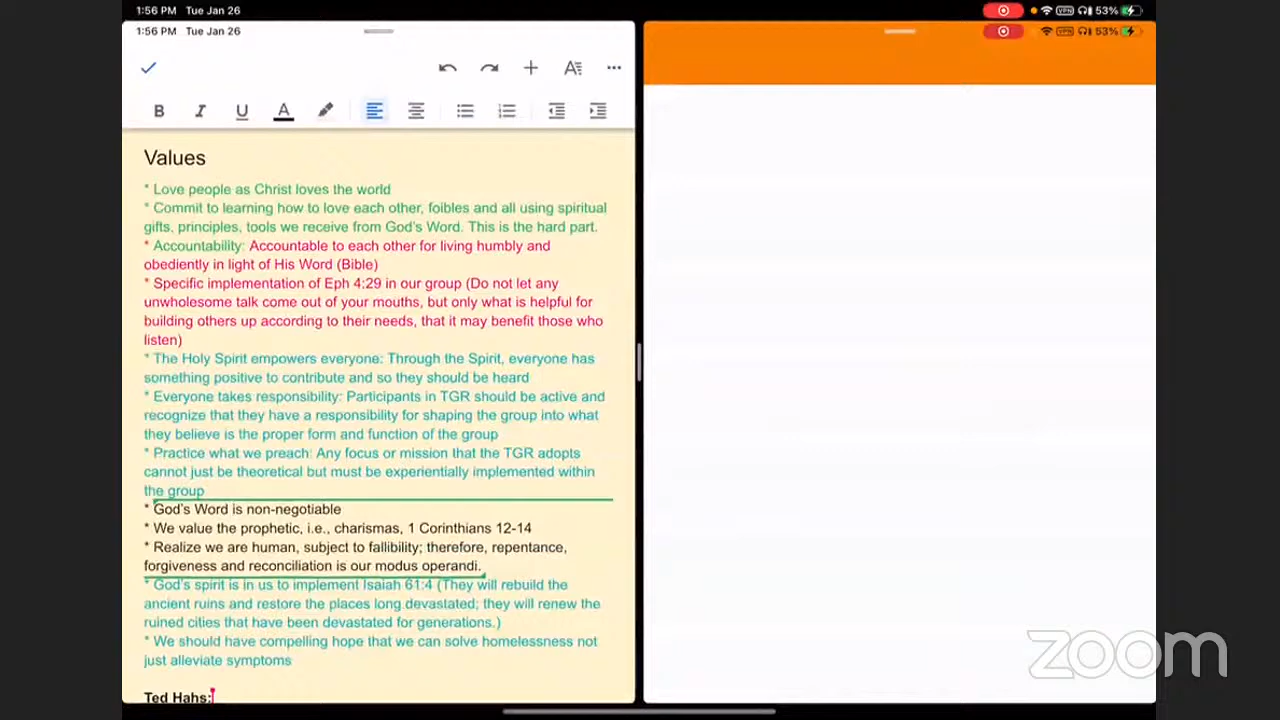 1:56 PM Tue Jan 26
VPN 53%
1:56 PM Tue Jan 26
VPN 53%
B I U A A
Values
* Love people as Christ loves the world
* Commit to learning how to love each other, foibles and all using spiritual
gifts, principles, tools we receive from God's Word. This is the hard part.
* Accountability: Accountable to each other for living humbly and
obediently in light of His Word (Bible)
* Specific implementation of Eph 4:29 in our group (Do not let any
unwholesome talk come out of your mouths, but only what is helpful for
building others up according to their needs, that it may benefit those who
listen)
* The Holy Spirit empowers everyone: Through the Spirit, everyone has
something positive to contribute and so they should be heard
* Everyone takes responsibility: Participants in TGR should be active and
recognize that they have a responsibility for shaping the group into what
they believe is the proper form and function of the group
* Practice what we preach: Any focus or mission that the TGR adopts
cannot just be theoretical but must be experientially implemented within
the group
* God's Word is non-negotiable
* We value the prophetic, i.e., charismas, 1 Corinthians 12-14
* Realize we are human, subject to fallibility; therefore, repentance,
forgiveness and reconciliation is our modus operandi.
* God's spirit is in us to implement Isaiah 61:4 (They will rebuild the
ancient ruins and restore the places long devastated; they will renew the
ruined cities that have been devastated for generations.)
* We should have compelling hope that we can solve homelessness not
just alleviate symptoms
Ted Hahs:
zoom